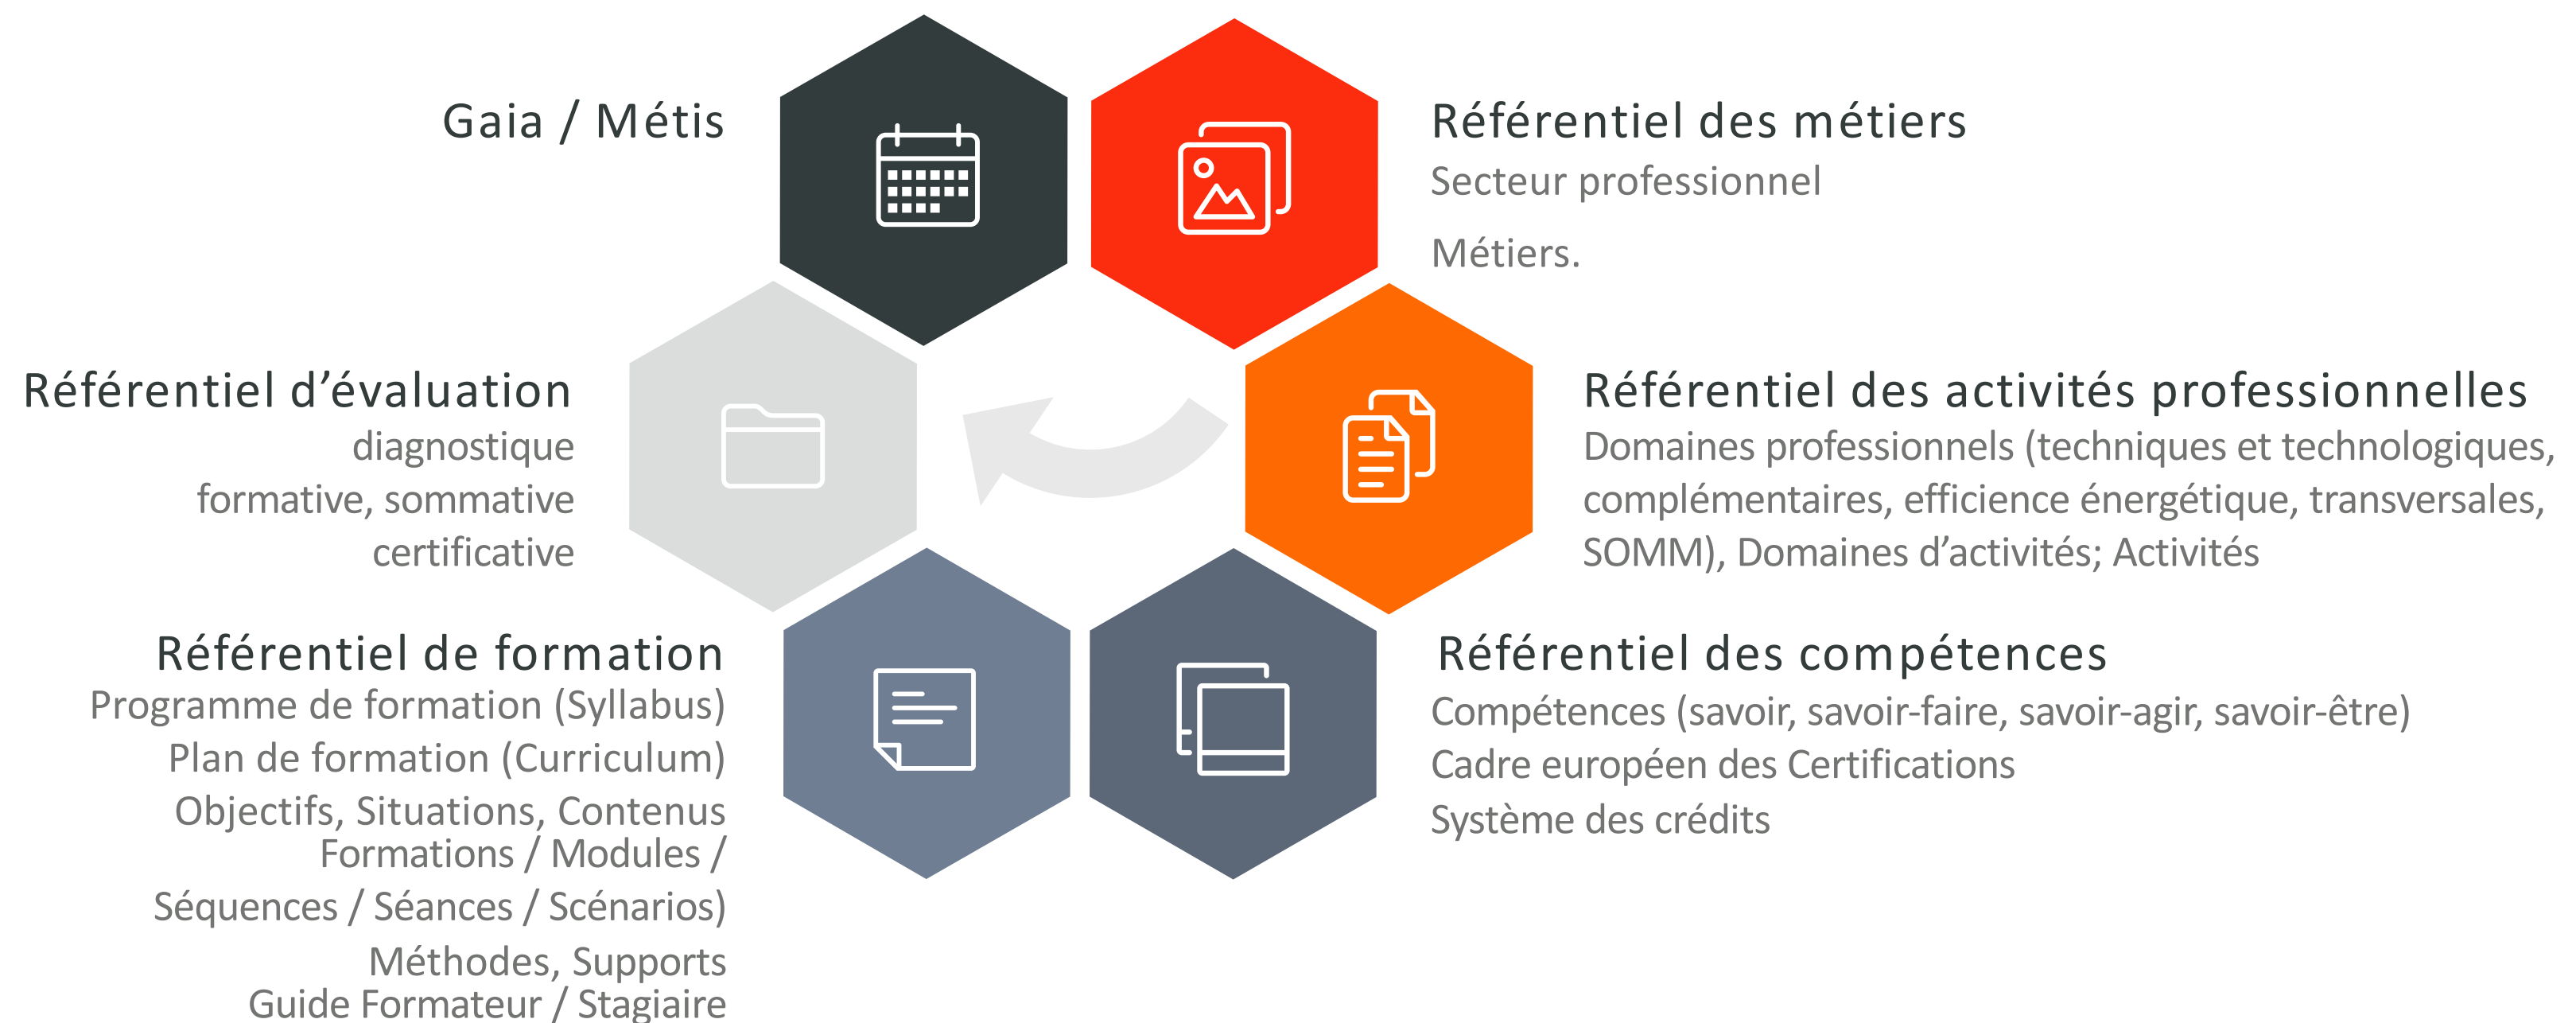 Gaia / Métis
Référentiel des métiers
Secteur professionnel
Métiers.
Référentiel d’évaluation
diagnostique
formative, sommative
certificative
Référentiel des activités professionnelles
Domaines professionnels (techniques et technologiques,
complémentaires, efficience énergétique, transversales,
SOMM), Domaines d’activités; Activités
Référentiel de formation
Programme de formation (Syllabus)
Plan de formation (Curriculum)
Objectifs, Situations, Contenus
Formations / Modules /
Séquences / Séances / Scénarios)
Méthodes, Supports
Guide Formateur / Stagiaire
Référentiel des compétences
Compétences (savoir, savoir-faire, savoir-agir, savoir-être)
Cadre européen des Certifications
Système des crédits